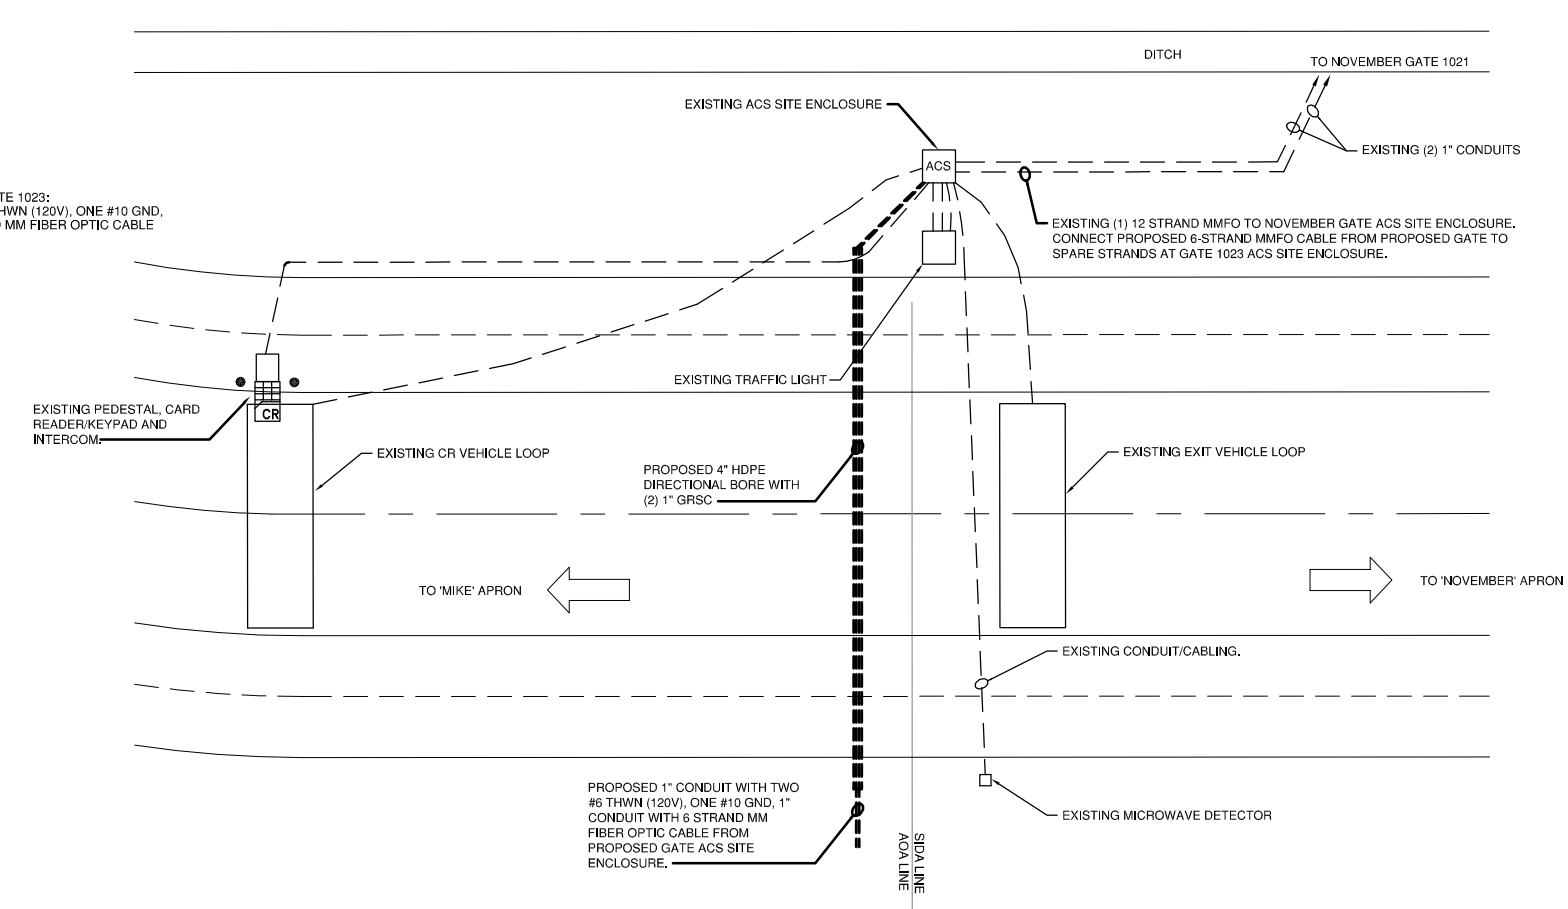 DITCH
TO NOVEMBER GATE 1021
EXISTING ACS SITE ENCLOSURE
EXISTING (2) 1" CONDUITS
ACS
TE 1023:
HWN (120V), ONE #10 GND,
MM FIBER OPTIC CABLE
EXISTING (1) 12 STRAND MMFO TO NOVEMBER GATE ACS SITE ENCLOSURE.
CONNECT PROPOSED 6-STRAND MMFO CABLE FROM PROPOSED GATE TO
SPARE STRANDS AT GATE 1023 ACS SITE ENCLOSURE.
EXISTING TRAFFIC LIGHT
CR
EXISTING PEDESTAL, CARD
READER/KEYPAD AND
INTERCOM.
EXISTING CR VEHICLE LOOP
EXISTING EXIT VEHICLE LOOP
PROPOSED 4" HDPE
DIRECTIONAL BORE WITH
(2) 1" GRSC
TO 'MIKE' APRON
TO 'NOVEMBER' APRON
EXISTING CONDUIT/CABLING.
PROPOSED 1" CONDUIT WITH TWO
#6 THWN (120V), ONE #10 GND, 1"
CONDUIT WITH 6 STRAND MM
FIBER OPTIC CABLE FROM
PROPOSED GATE ACS SITE
ENCLOSURE.
EXISTING MICROWAVE DETECTOR
SIDA LINE
AOA LINE